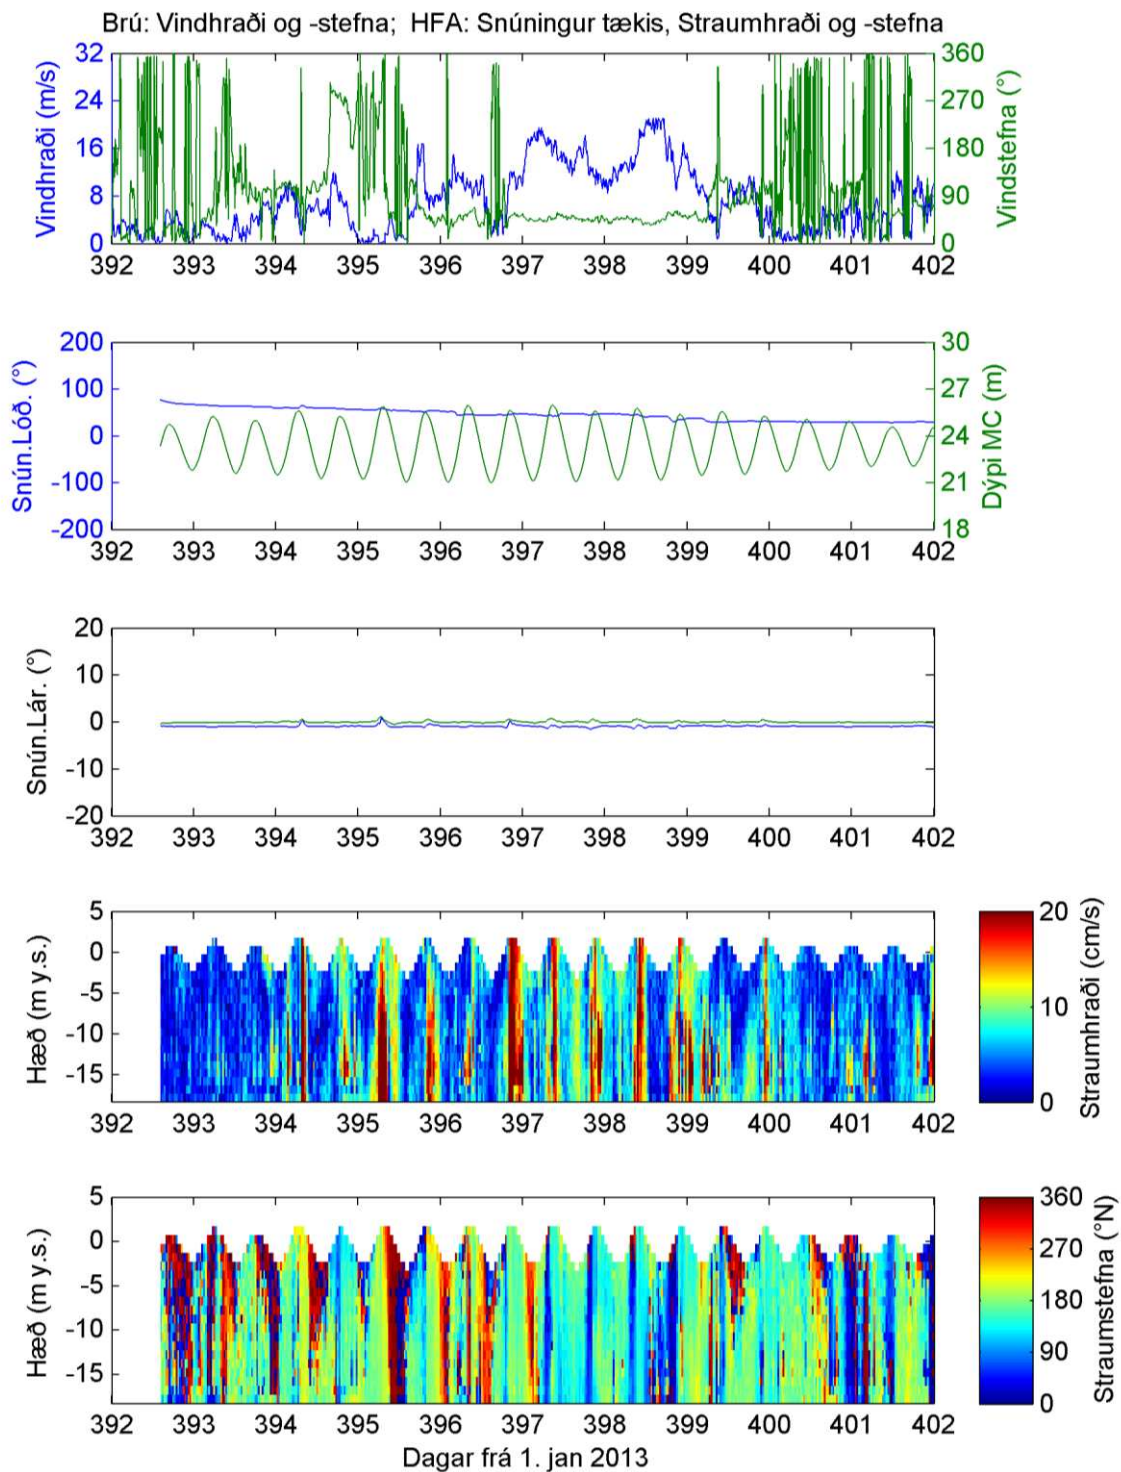 Brú: Vindhraði og -stefna; HFA: Snúningur tækis, Straumhraði og -stefna
Vindhraði (m/s)
32
24
16
8
0
360
270
180
90
0
Vindstefna (°)
392 393 394 395 396 397 398 399 400 401 402
Snún.Lóð. (°)
200
100
0
-100
-200
30
27
24
21
18
Dýpi MC (m)
392 393 394 395 396 397 398 399 400 401 402
Snún.Lár. (°)
20
10
0
-10
-20
392 393 394 395 396 397 398 399 400 401 402
Hæð (m y.s.)
5
0
-5
-10
-15
392 393 394 395 396 397 398 399 400 401 402
20
10
0
Straumhraði (cm/s)
Hæð (m y.s.)
5
0
-5
-10
-15
392 393 394 395 396 397 398 399 400 401 402
360
270
180
90
0
Straumstefna (°N)
Dagar frá 1. jan 2013